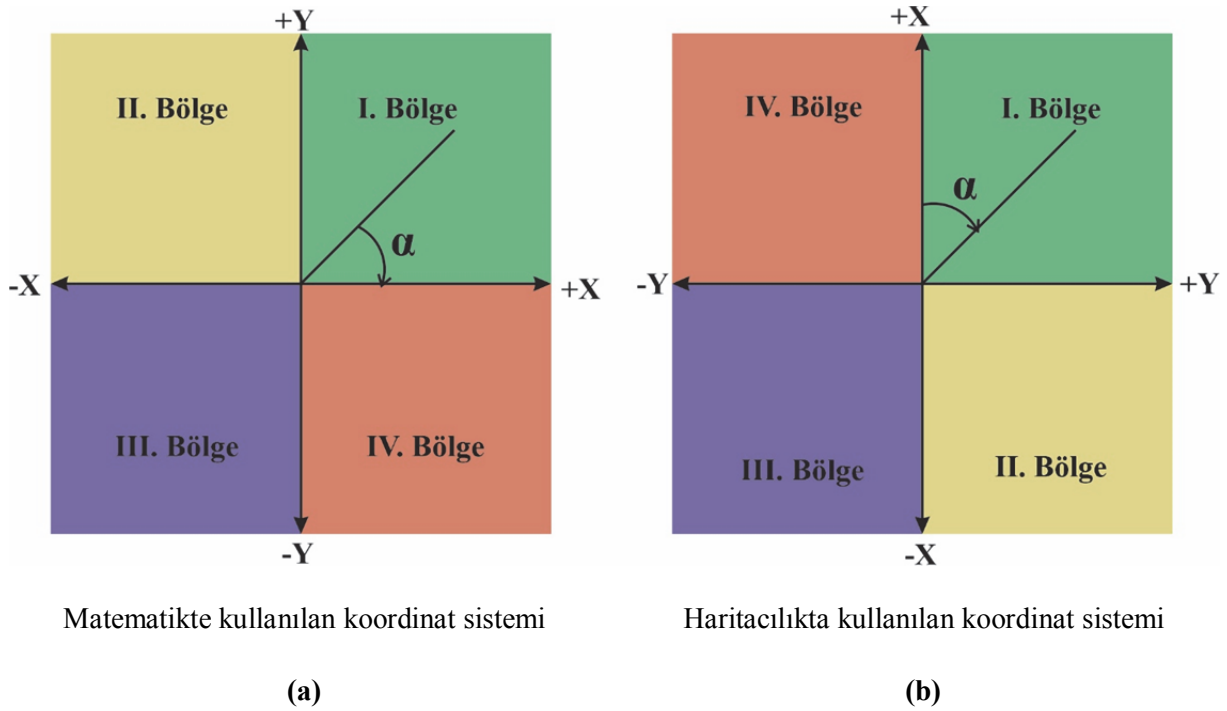 +Y
II. Bölge
I. Bölge
α
-X
+X
III. Bölge
IV. Bölge
-Y
Matematikte kullanılan koordinat sistemi
(a)
+X
IV. Bölge
I. Bölge
α
-Y
+Y
III. Bölge
II. Bölge
-X
Haritacılıkta kullanılan koordinat sistemi
(b)